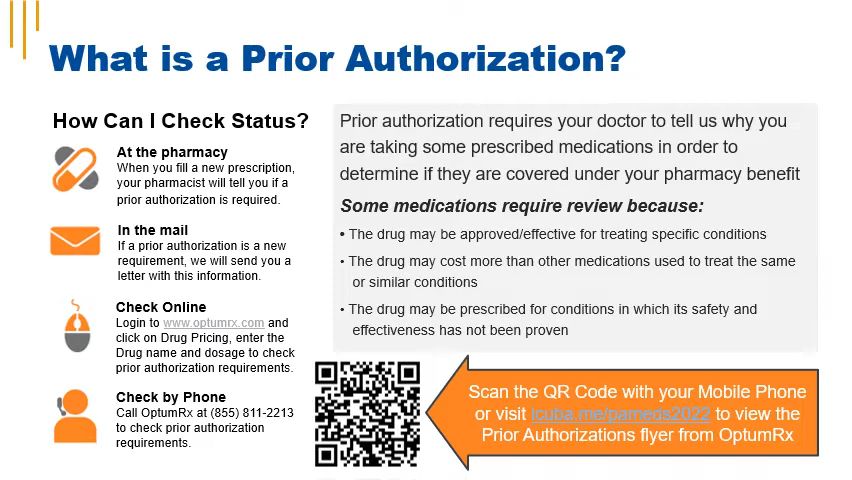 What is a Prior Authorization?
How Can I Check Status?
At the pharmacy
When you fill a new prescription,
your pharmacist will tell you if a
prior authorization is required.
In the mail
If a prior authorization is a new
requirement, we will send you a
letter with this information.
Check Online
Login to www.optumrx.com and
click on Drug Pricing, enter the
Drug name and dosage to check
prior authorization requirements.
Check by Phone
Call OptumRx at (855) 811-2213
to check prior authorization
requirements.
Prior authorization requires your doctor to tell us why you
are taking some prescribed medications in order to
determine if they are covered under your pharmacy benefit
Some medications require review because:
• The drug may be approved/effective for treating specific conditions
• The drug may cost more than other medications used to treat the same
or similar conditions
• The drug may be prescribed for conditions in which its safety and
effectiveness has not been proven
Scan the QR Code with your Mobile Phone
or visit icuba.me/pameds2022 to view the
Prior Authorizations flyer from OptumRx